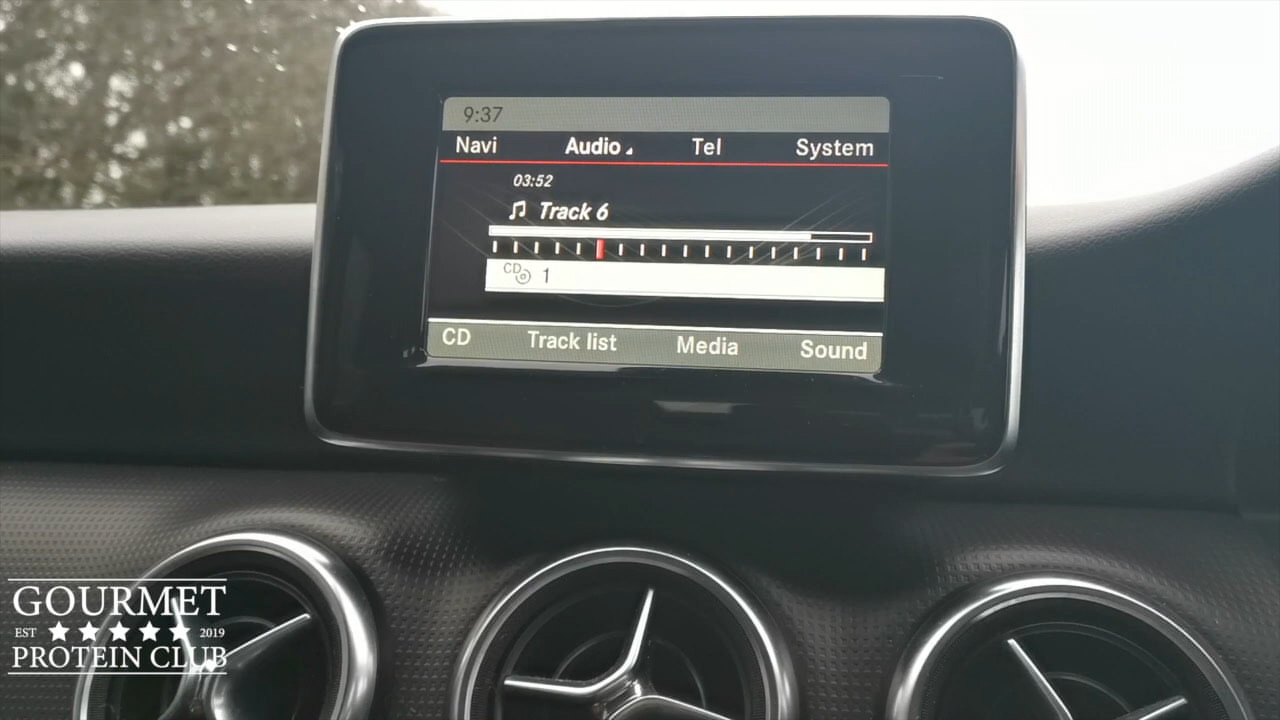 9:37
Navi Audio Tel System
03:52
Track 6
CD 1
CD Track list Media Sound
GOURMET
EST 2019
PROTEIN CLUB